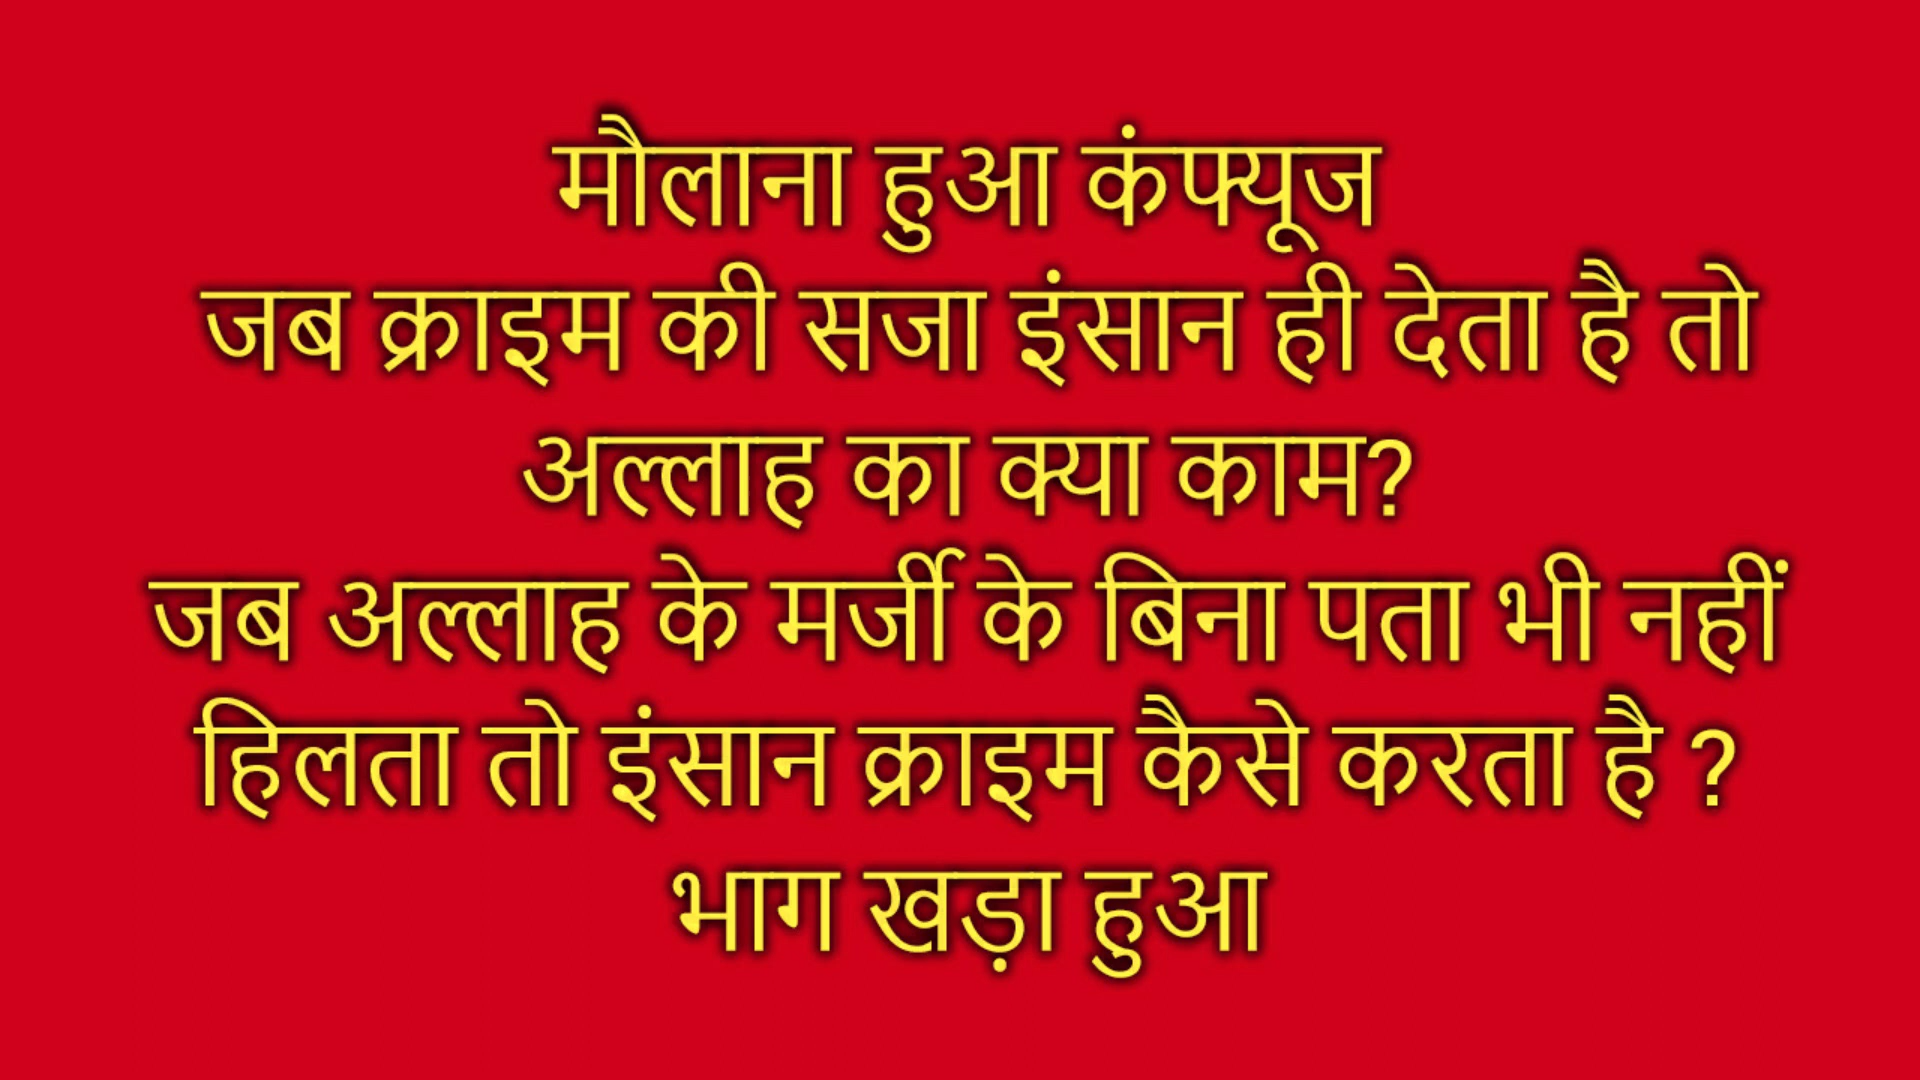 मौलाना हुआ कंफ्यूज
जब क्राइम की सजा इंसान ही देता है तो
अल्लाह का क्या काम?
जब अल्लाह के मर्जी के बिना पता भी नहीं
हिलता तो इंसान क्राइम कैसे करता है ?
भाग खड़ा हुआ